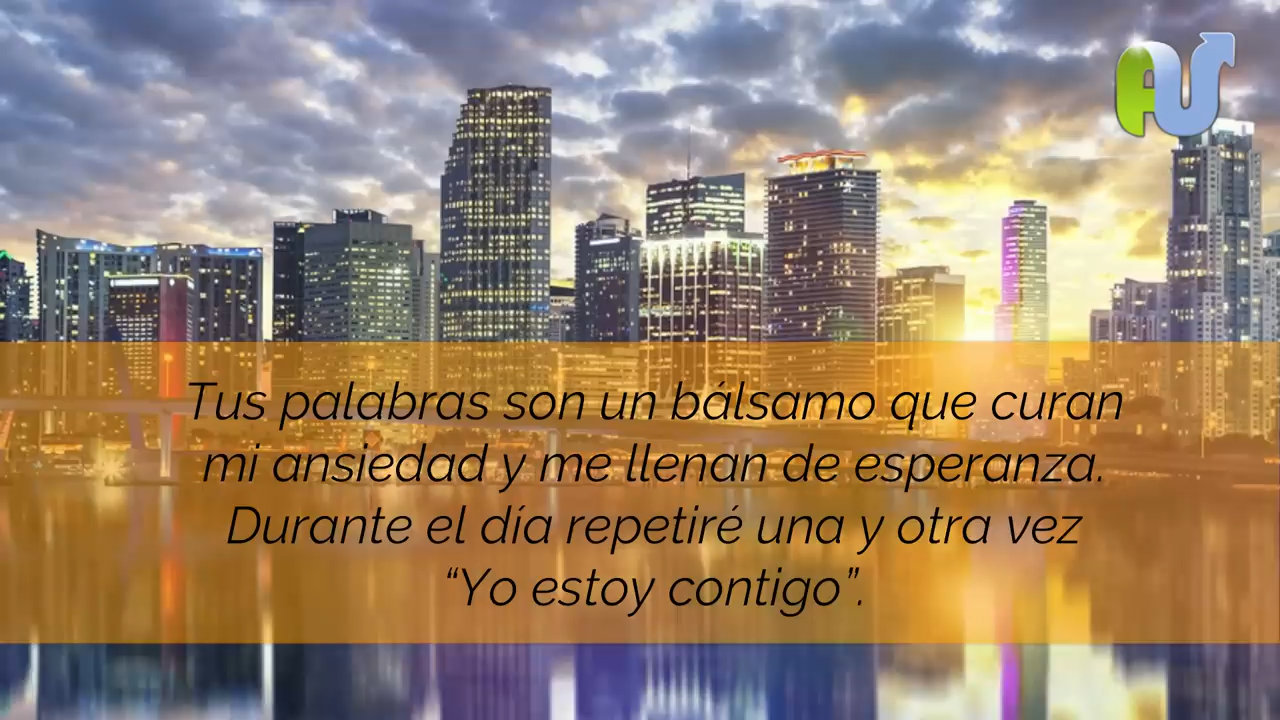 AU
Tus palabras son un bálsamo que curan
mi ansiedad y me llenan de esperanza.
Durante el día repetiré una y otra vez
“Yo estoy contigo”.